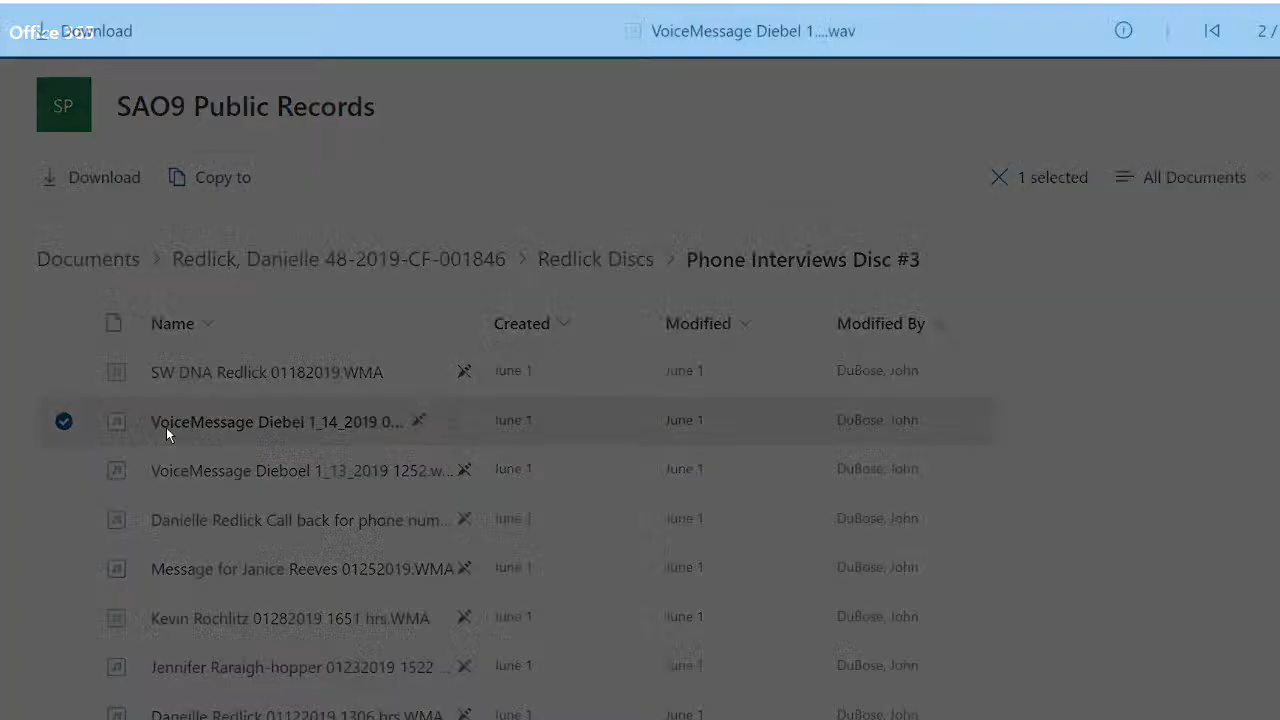 Office 365 Download VoiceMessage Diebel 1....wav 2 /
SP SAO9 Public Records
Download Copy to 1 selected All Documents
Documents > Redlick, Danielle 48-2019-CF-001846 > Redlick Discs > Phone Interviews Disc #3
Name Created Modified Modified By
SW DNA Redlick 01182019.WMA June 1 June 1 DuBose, John
VoiceMessage Diebel 1_14_2019 0... June 1 June 1 DuBose, John
VoiceMessage Dieboel 1_13_2019 1252.w... June 1 June 1 DuBose, John
Danielle Redlick Call back for phone num... June 1 June 1 DuBose, John
Message for Janice Reeves 01252019.WMA June 1 June 1 DuBose, John
Kevin Rochlitz 01282019 1651 hrs.WMA June 1 June 1 DuBose, John
Jennifer Raraigh-hopper 01232019 1522 ... June 1 June 1 DuBose, John
Daneille Redlick 01122019 1306 hrs.WMA June 1 June 1 DuBose, John